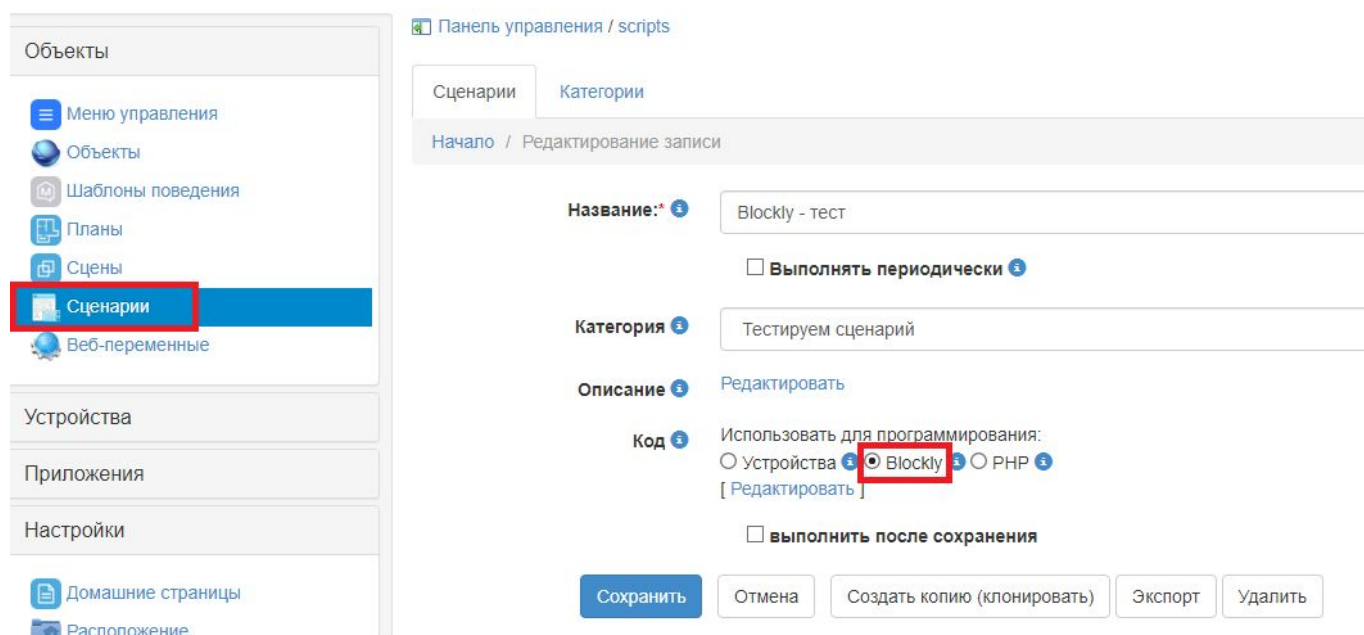 Объекты
Меню управления
Объекты
Шаблоны поведения
Планы
Сцены
Сценарии
Веб-переменные
Устройства
Приложения
Настройки
Домашние страницы
Расположение
Панель управления / scripts
Сценарии Категории
Начало / Редактирование записи
Название:* Blockly - тест
Выполнять периодически
Категория Тестируем сценарий
Описание Редактировать
Код Использовать для программирования:
Устройства Blockly PHP
[ Редактировать ]
выполнить после сохранения
Сохранить Отмена Создать копию (клонировать) Экспорт Удалить